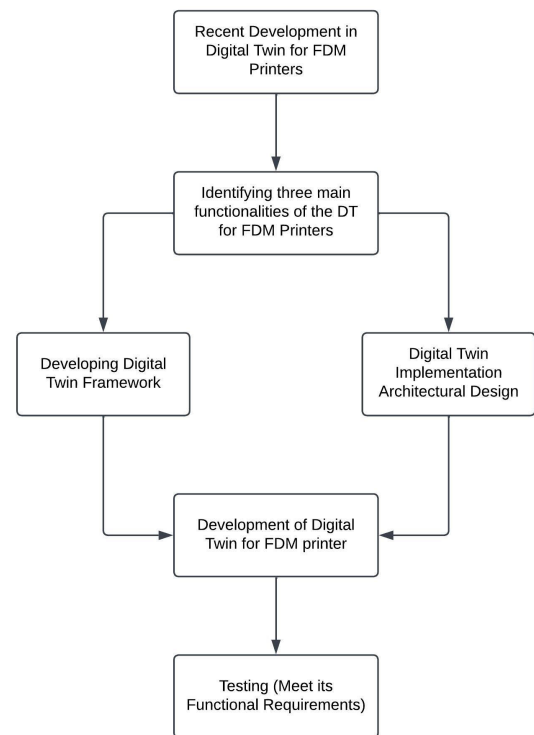 Recent Development in
Digital Twin for FDM
Printers
Identifying three main
functionalities of the DT
for FDM Printers
Developing Digital
Twin Framework
Digital Twin
Implementation
Architectural Design
Development of Digital
Twin for FDM printer
Testing (Meet its
Functional Requirements)